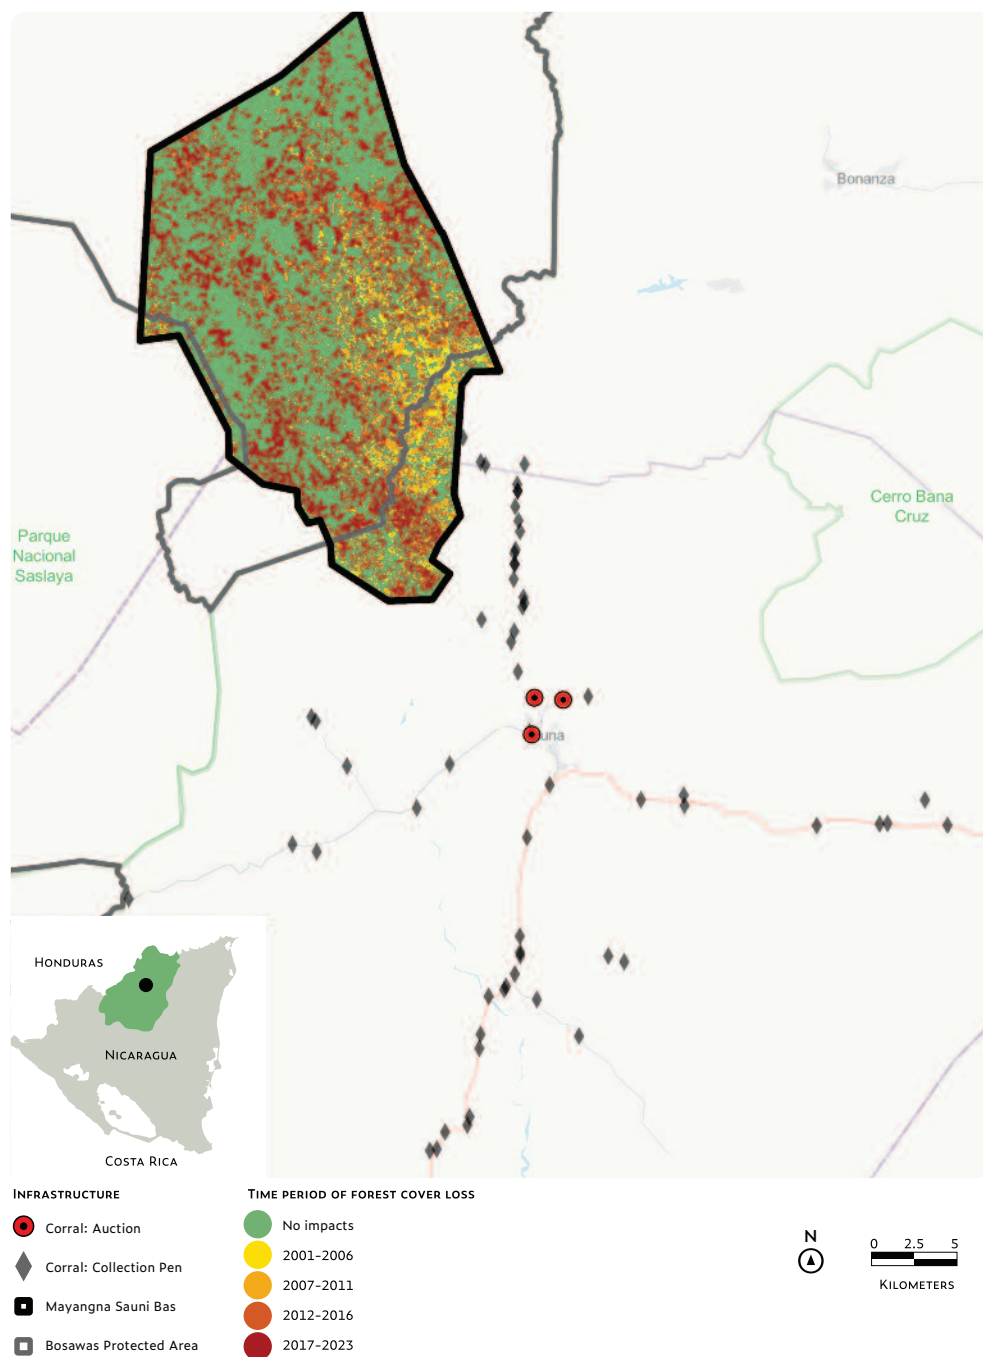 Bonanza
Cerro Bana
Cruz
Parque
Nacional
Saslaya
una
Honduras
Nicaragua
Costa Rica
Infrastructure
Corral: Auction
Corral: Collection Pen
Mayangna Sauni Bas
Bosawas Protected Area
Time period of forest cover loss
No impacts
2001–2006
2007–2011
2012–2016
2017–2023
N
0 2.5 5
Kilometers